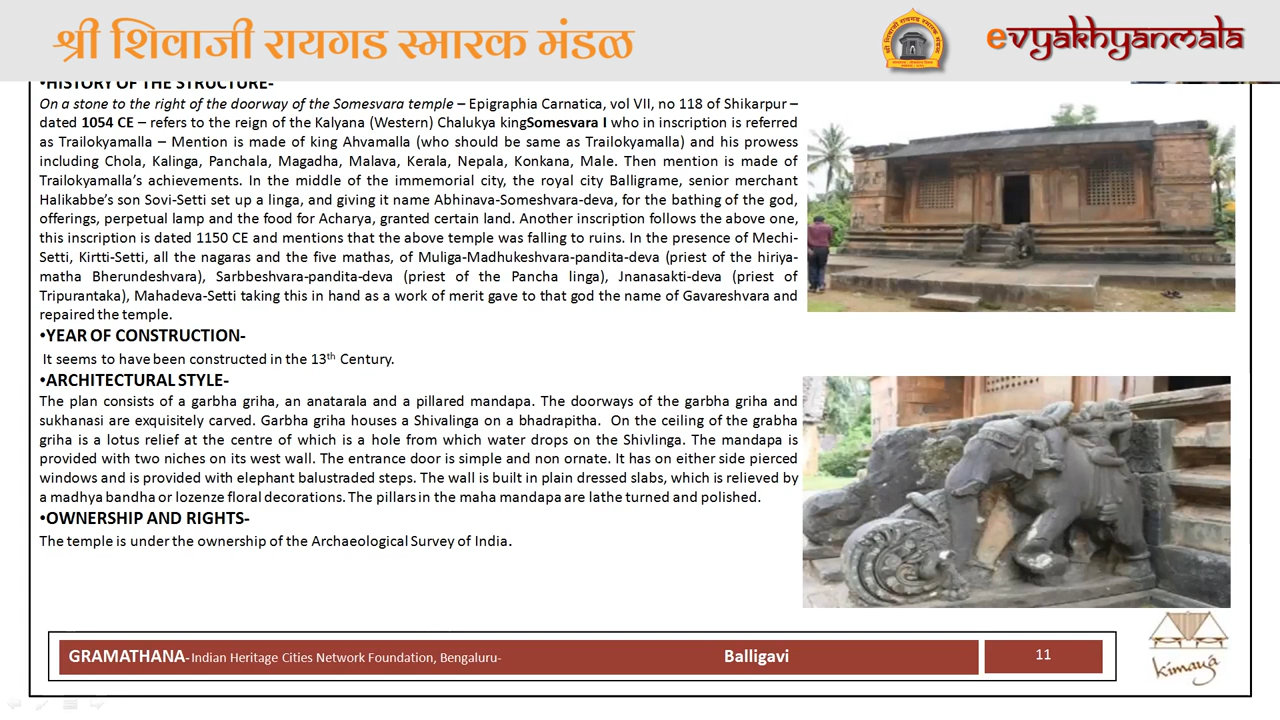 श्री शिवाजी रायगड स्मारक मंडळ
evyakhyanmala
•HISTORY OF THE STRUCTURE-
On a stone to the right of the doorway of the Somesvara temple – Epigraphia Carnatica, vol VII, no 118 of Shikarpur –
dated 1054 CE – refers to the reign of the Kalyana (Western) Chalukya kingSomesvara I who in inscription is referred
as Trailokyamalla – Mention is made of king Ahvamalla (who should be same as Trailokyamalla) and his prowess
including Chola, Kalinga, Panchala, Magadha, Malava, Kerala, Nepala, Konkana, Male. Then mention is made of
Trailokyamalla's achievements. In the middle of the immemorial city, the royal city Balligrame, senior merchant
Halikabbe's son Sovi-Setti set up a linga, and giving it name Abhinava-Someshvara-deva, for the bathing of the god,
offerings, perpetual lamp and the food for Acharya, granted certain land. Another inscription follows the above one,
this inscription is dated 1150 CE and mentions that the above temple was falling to ruins. In the presence of Mechi-
Setti, Kirtti-Setti, all the nagaras and the five mathas, of Muliga-Madhukeshvara-pandita-deva (priest of the hiriya-
matha Bherundeshvara), Sarbbeshvara-pandita-deva (priest of the Pancha linga), Jnanasakti-deva (priest of
Tripurantaka), Mahadeva-Setti taking this in hand as a work of merit gave to that god the name of Gavareshvara and
repaired the temple.
•YEAR OF CONSTRUCTION-
It seems to have been constructed in the 13th Century.
•ARCHITECTURAL STYLE-
The plan consists of a garbha griha, an anatarala and a pillared mandapa. The doorways of the garbha griha and
sukhanasi are exquisitely carved. Garbha griha houses a Shivalinga on a bhadrapitha. On the ceiling of the grabha
griha is a lotus relief at the centre of which is a hole from which water drops on the Shivlinga. The mandapa is
provided with two niches on its west wall. The entrance door is simple and non ornate. It has on either side pierced
windows and is provided with elephant balustraded steps. The wall is built in plain dressed slabs, which is relieved by
a madhya bandha or lozenze floral decorations. The pillars in the maha mandapa are lathe turned and polished.
•OWNERSHIP AND RIGHTS-
The temple is under the ownership of the Archaeological Survey of India.
GRAMATHANA- Indian Heritage Cities Network Foundation, Bengaluru-
Balligavi
11
kimaya